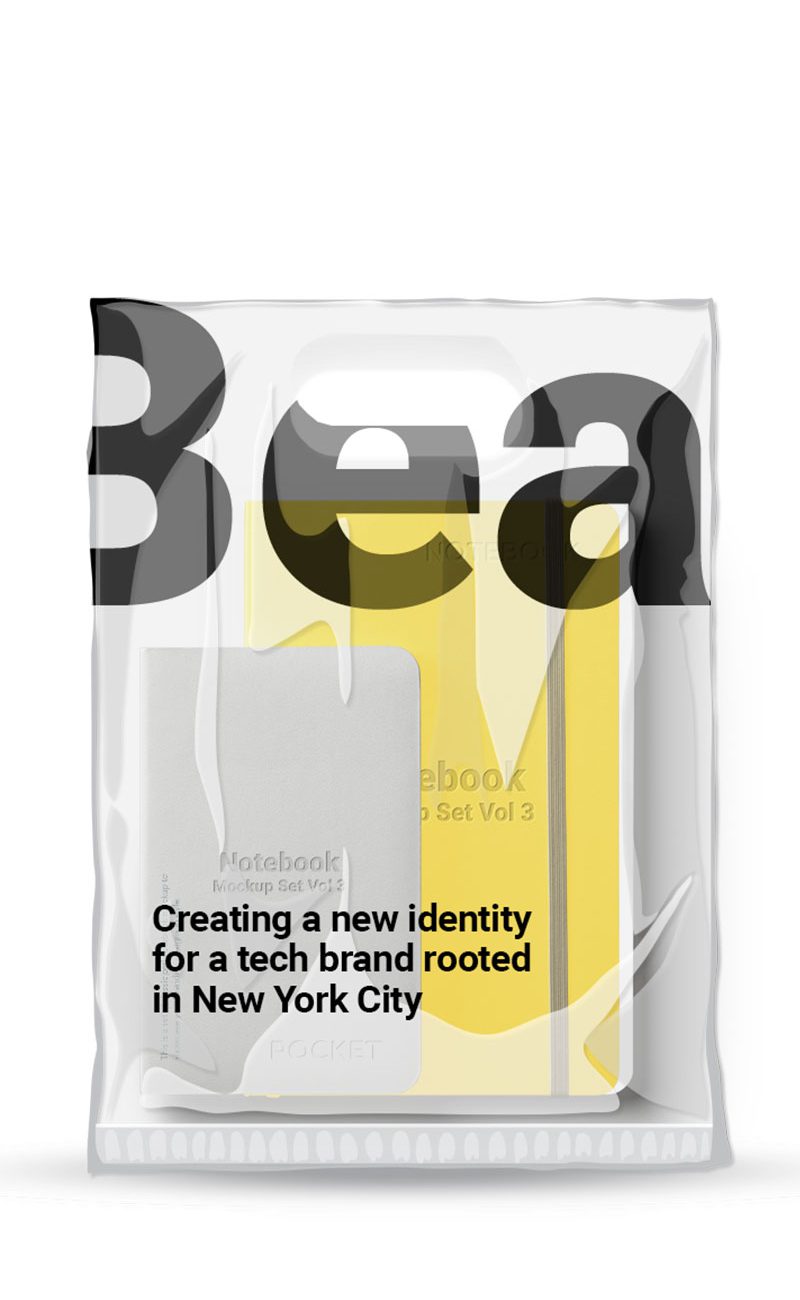 Bea
NOTEBOOK
ebook
p Set Vol 3
Notebook
Mockup Set Vol 3
Creating a new identity
for a tech brand rooted
in New York City
POCKET